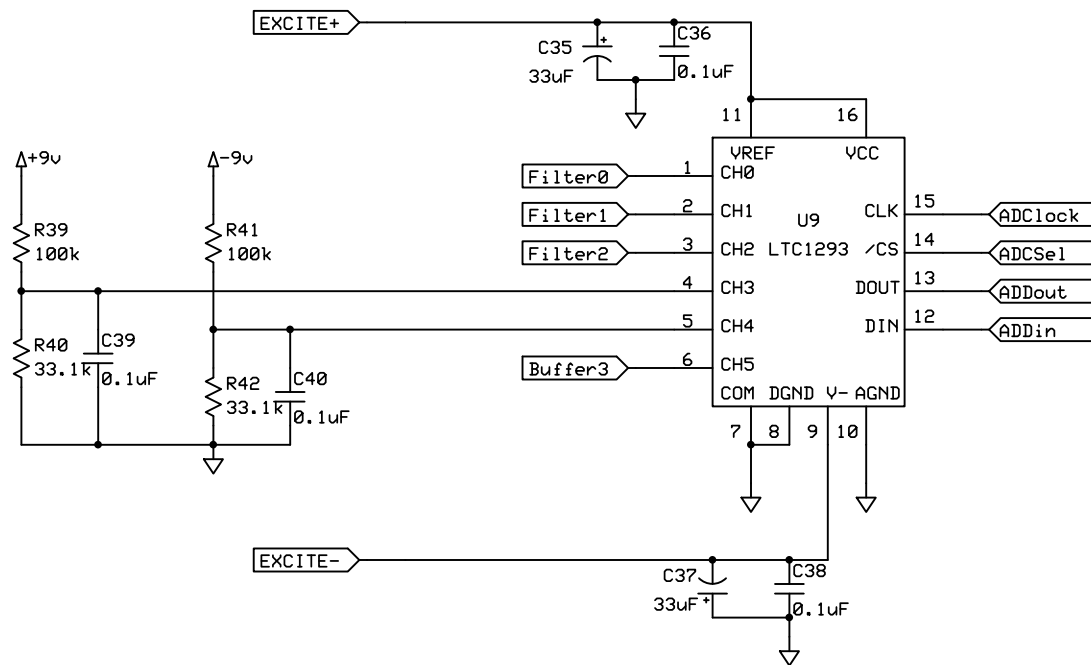 EXCITE+
C35
+
33uF
C36
0.1uF
11
16
+9v
-9v
VREF
VCC
Filter0
1
CH0
R39
100k
R41
100k
Filter1
2
CH1
U9
CLK
15
ADClock
Filter2
3
CH2
LTC1293
/CS
14
ADCSel
4
CH3
DOUT
13
ADDout
R40
33.1k
C39
0.1uF
5
CH4
DIN
12
ADDin
Buffer3
6
CH5
R42
33.1k
C40
0.1uF
COM
DGND
V-
AGND
7
8
9
10
EXCITE-
C37
33uF
+
C38
0.1uF